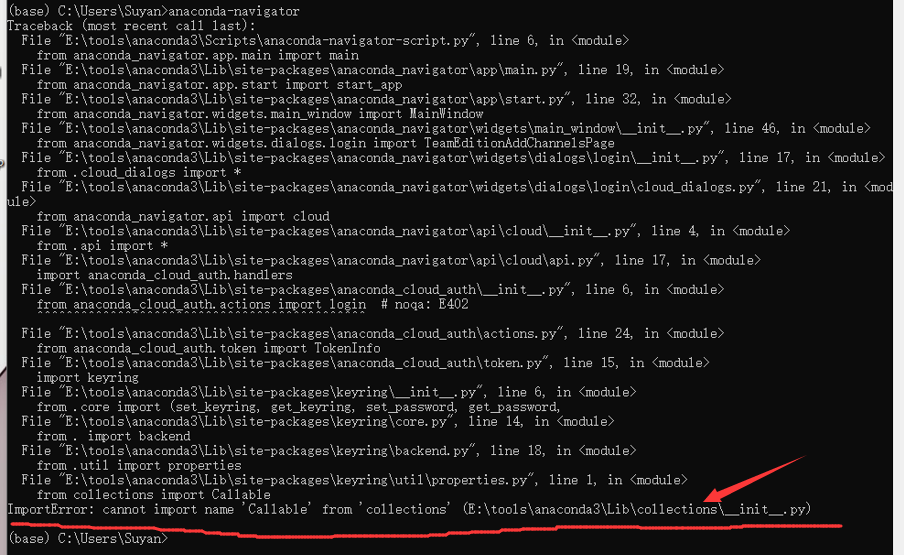 (base) C:\Users\Suyan>anaconda-navigator
Traceback (most recent call last):
  File "E:\tools\anaconda3\Scripts\anaconda-navigator-script.py", line 6, in <module>
    from anaconda_navigator.app.main import main
  File "E:\tools\anaconda3\Lib\site-packages\anaconda_navigator\app\main.py", line 19, in <module>
    from anaconda_navigator.app.start import start_app
  File "E:\tools\anaconda3\Lib\site-packages\anaconda_navigator\app\start.py", line 32, in <module>
    from anaconda_navigator.widgets.main_window import MainWindow
  File "E:\tools\anaconda3\Lib\site-packages\anaconda_navigator\widgets\main_window\__init__.py", line 46, in <module>
    from anaconda_navigator.widgets.dialogs.login import TeamEditionAddChannelsPage
  File "E:\tools\anaconda3\Lib\site-packages\anaconda_navigator\widgets\dialogs\login\__init__.py", line 17, in <module>
    from .cloud_dialogs import *
  File "E:\tools\anaconda3\Lib\site-packages\anaconda_navigator\widgets\dialogs\login\cloud_dialogs.py", line 21, in <mod
ule>
    from anaconda_navigator.api import cloud
  File "E:\tools\anaconda3\Lib\site-packages\anaconda_navigator\api\cloud\__init__.py", line 4, in <module>
    from .api import *
  File "E:\tools\anaconda3\Lib\site-packages\anaconda_navigator\api\cloud\api.py", line 17, in <module>
    import anaconda_cloud_auth.handlers
  File "E:\tools\anaconda3\Lib\site-packages\anaconda_cloud_auth\__init__.py", line 6, in <module>
    from anaconda_cloud_auth.actions import login  # noqa: E402
    ^^^^^^^^^^^^^^^^^^^^^^^^^^^^^^^^^^^^^^^^^^^^^
  File "E:\tools\anaconda3\Lib\site-packages\anaconda_cloud_auth\actions.py", line 24, in <module>
    from anaconda_cloud_auth.token import TokenInfo
  File "E:\tools\anaconda3\Lib\site-packages\anaconda_cloud_auth\token.py", line 15, in <module>
    import keyring
  File "E:\tools\anaconda3\Lib\site-packages\keyring\__init__.py", line 6, in <module>
    from .core import (set_keyring, get_keyring, set_password, get_password,
  File "E:\tools\anaconda3\Lib\site-packages\keyring\core.py", line 14, in <module>
    from . import backend
  File "E:\tools\anaconda3\Lib\site-packages\keyring\backend.py", line 18, in <module>
    from .util import properties
  File "E:\tools\anaconda3\Lib\site-packages\keyring\util\properties.py", line 1, in <module>
    from collections import Callable
ImportError: cannot import name 'Callable' from 'collections' (E:\tools\anaconda3\Lib\collections\__init__.py)
(base) C:\Users\Suyan>